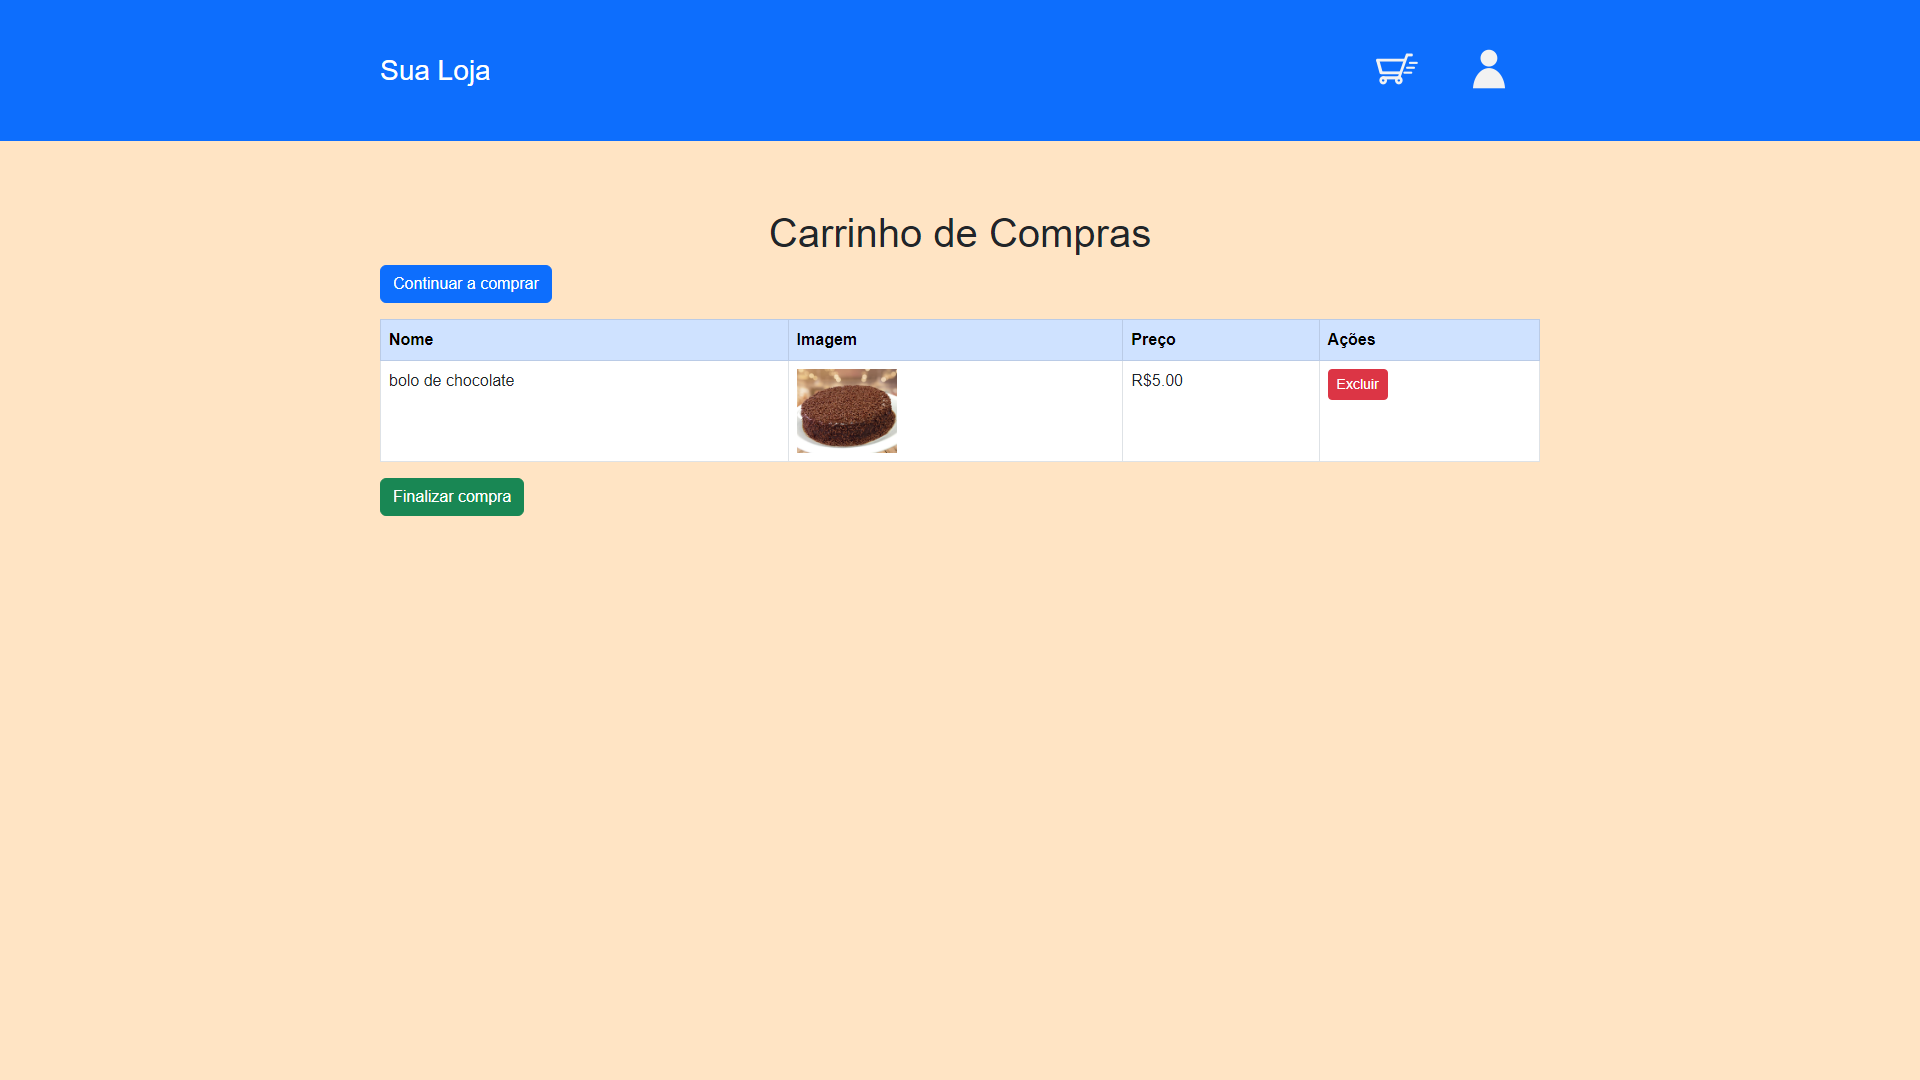 Sua Loja
Carrinho de Compras
Continuar a comprar
Nome Imagem Preço Ações
bolo de chocolate R$5.00 Excluir
Finalizar compra